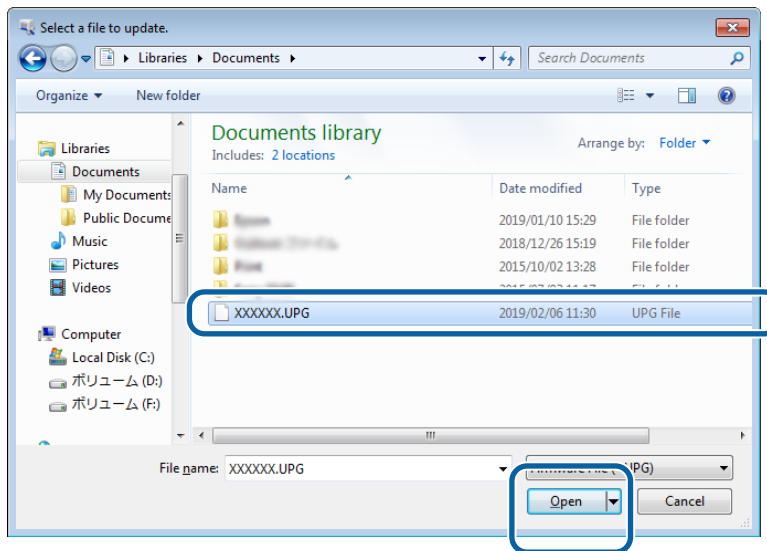 Select a file to update.
Libraries Documents Search Documents
Organize New folder
Documents library
Includes: 2 locations
Arrange by: Folder
Name Date modified Type
2019/01/10 15:29 File folder
2018/12/26 15:19 File folder
2015/10/02 13:28 File folder
XXXXXX.UPG 2019/02/06 11:30 UPG File
Libraries
Documents
My Documents
Public Docume
Music
Pictures
Videos
Computer
Local Disk (C:)
ボリューム (D:)
ボリューム (F:)
File name: XXXXXX.UPG
UPG)
Open Cancel